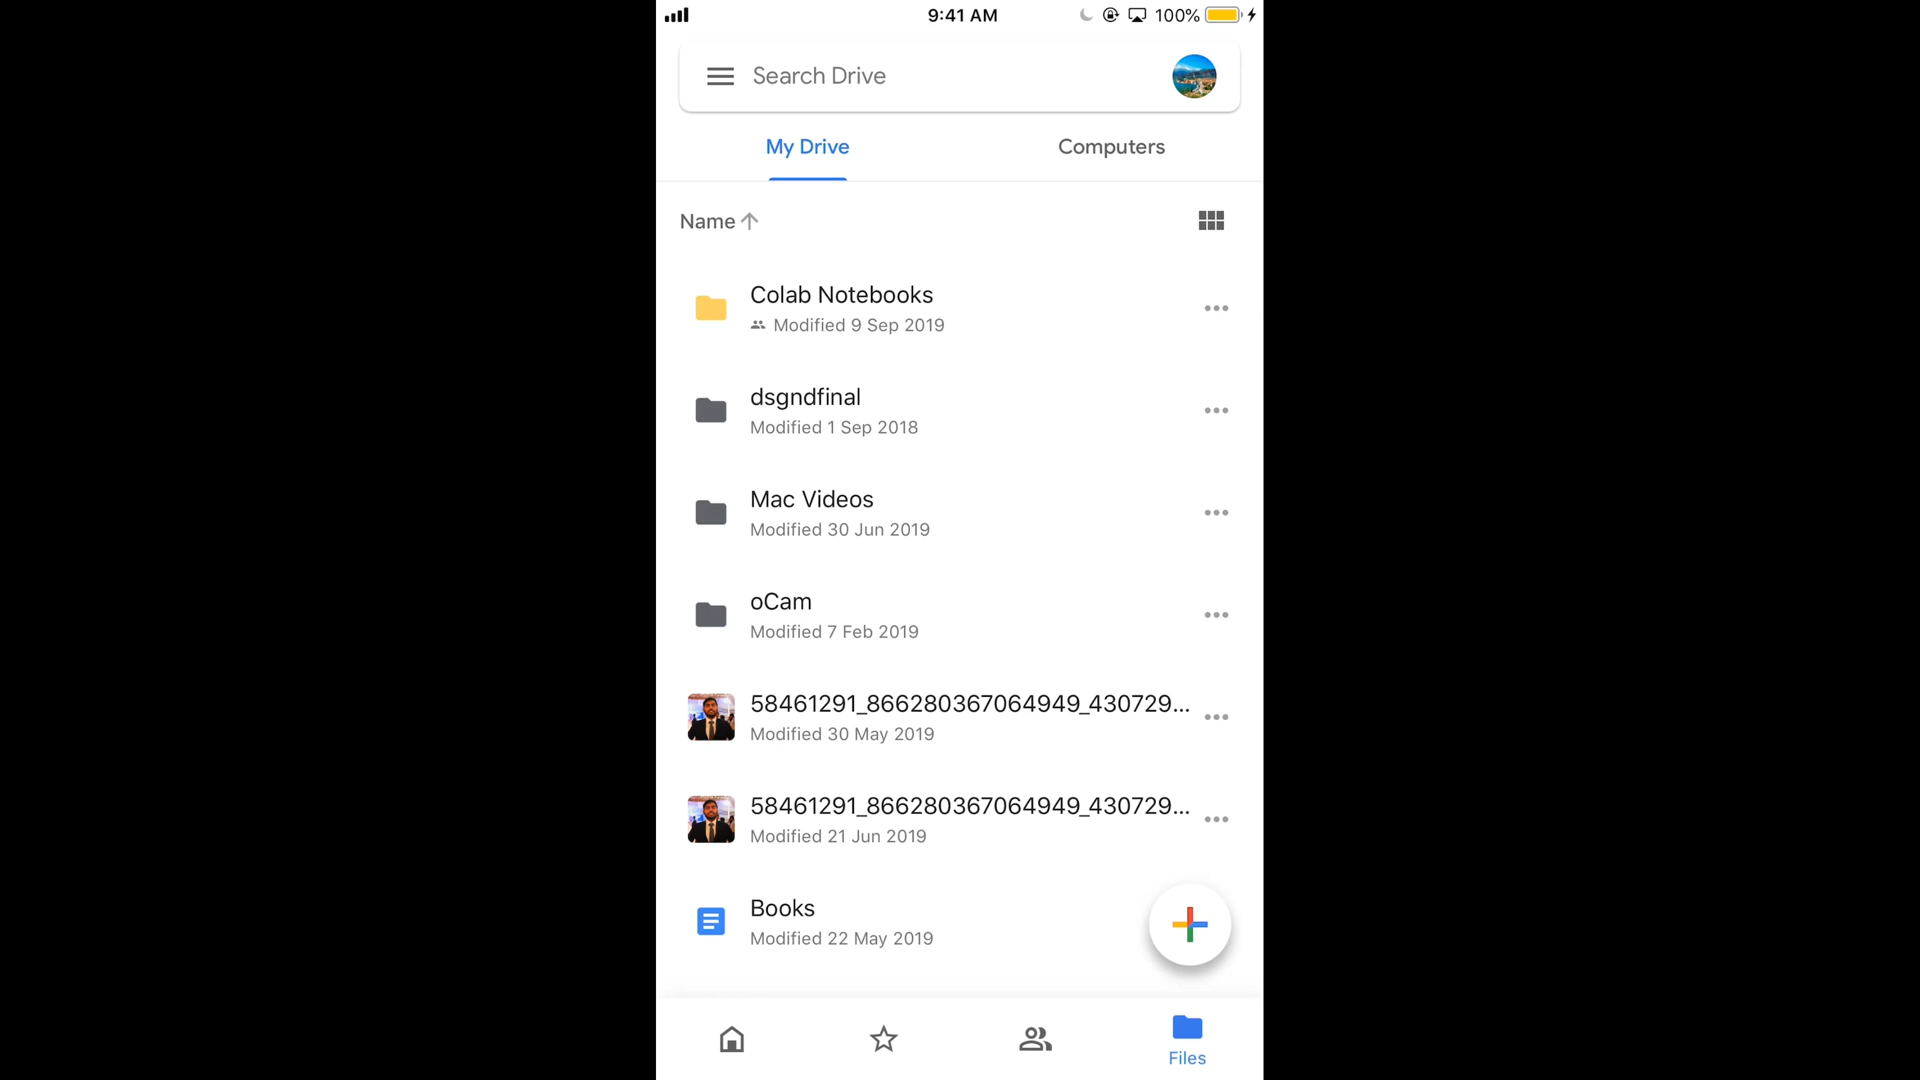 9:41 AM
100%
Search Drive
My Drive
Computers
Name
Colab Notebooks
Modified 9 Sep 2019
dsgndfinal
Modified 1 Sep 2018
Mac Videos
Modified 30 Jun 2019
oCam
Modified 7 Feb 2019
58461291_866280367064949_430729...
Modified 30 May 2019
58461291_866280367064949_430729...
Modified 21 Jun 2019
Books
Modified 22 May 2019
Files